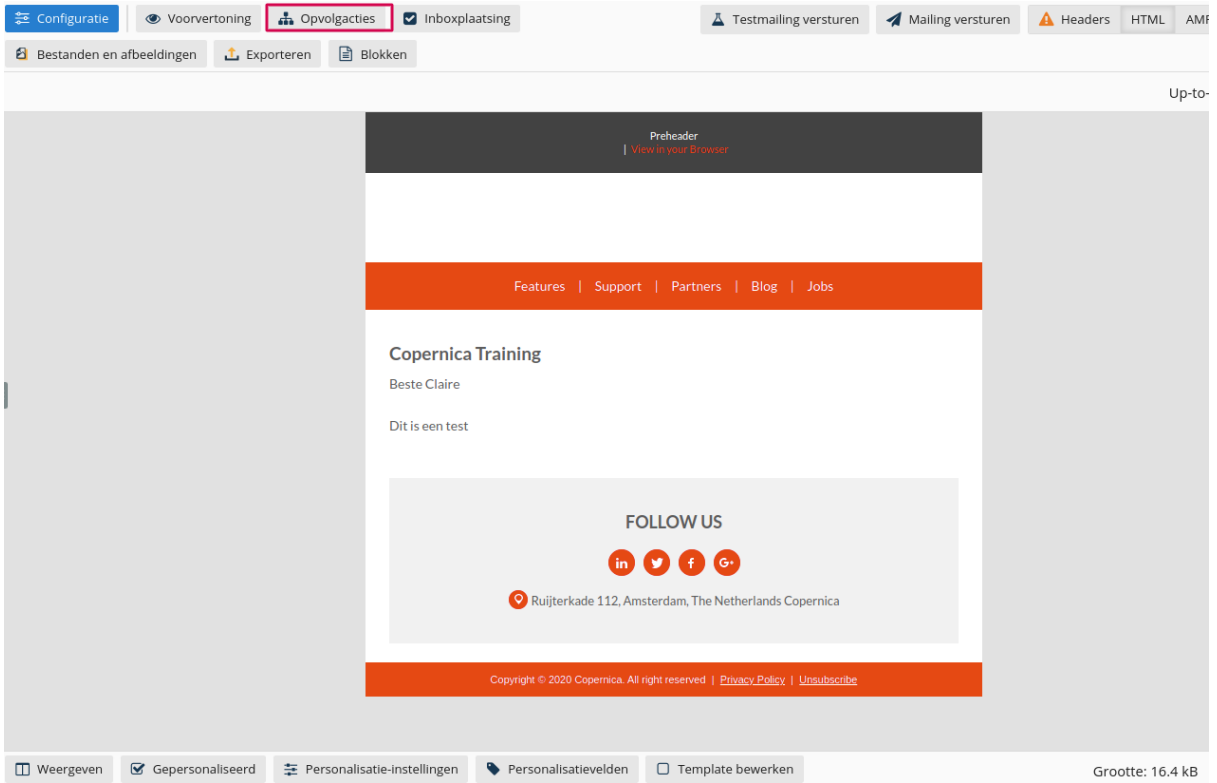 Configuratie Voorvertoning Opvolgacties Inboxplaatsing Testmailing versturen Mailing versturen Headers HTML
Bestanden en afbeeldingen Exporteren Blokken
Up-to-
Preheader
| View in your Browser
Features | Support | Partners | Blog | Jobs
Copernica Training
Beste Claire
Dit is een test
FOLLOW US
in f G+
Ruijterkade 112, Amsterdam, The Netherlands Copernica
Copyright © 2020 Copernica. All right reserved | Privacy Policy | Unsubscribe
Weergeven Gepersonaliseerd Personalisatie-instellingen Personalisatievelden Template bewerken Grootte: 16.4 kB